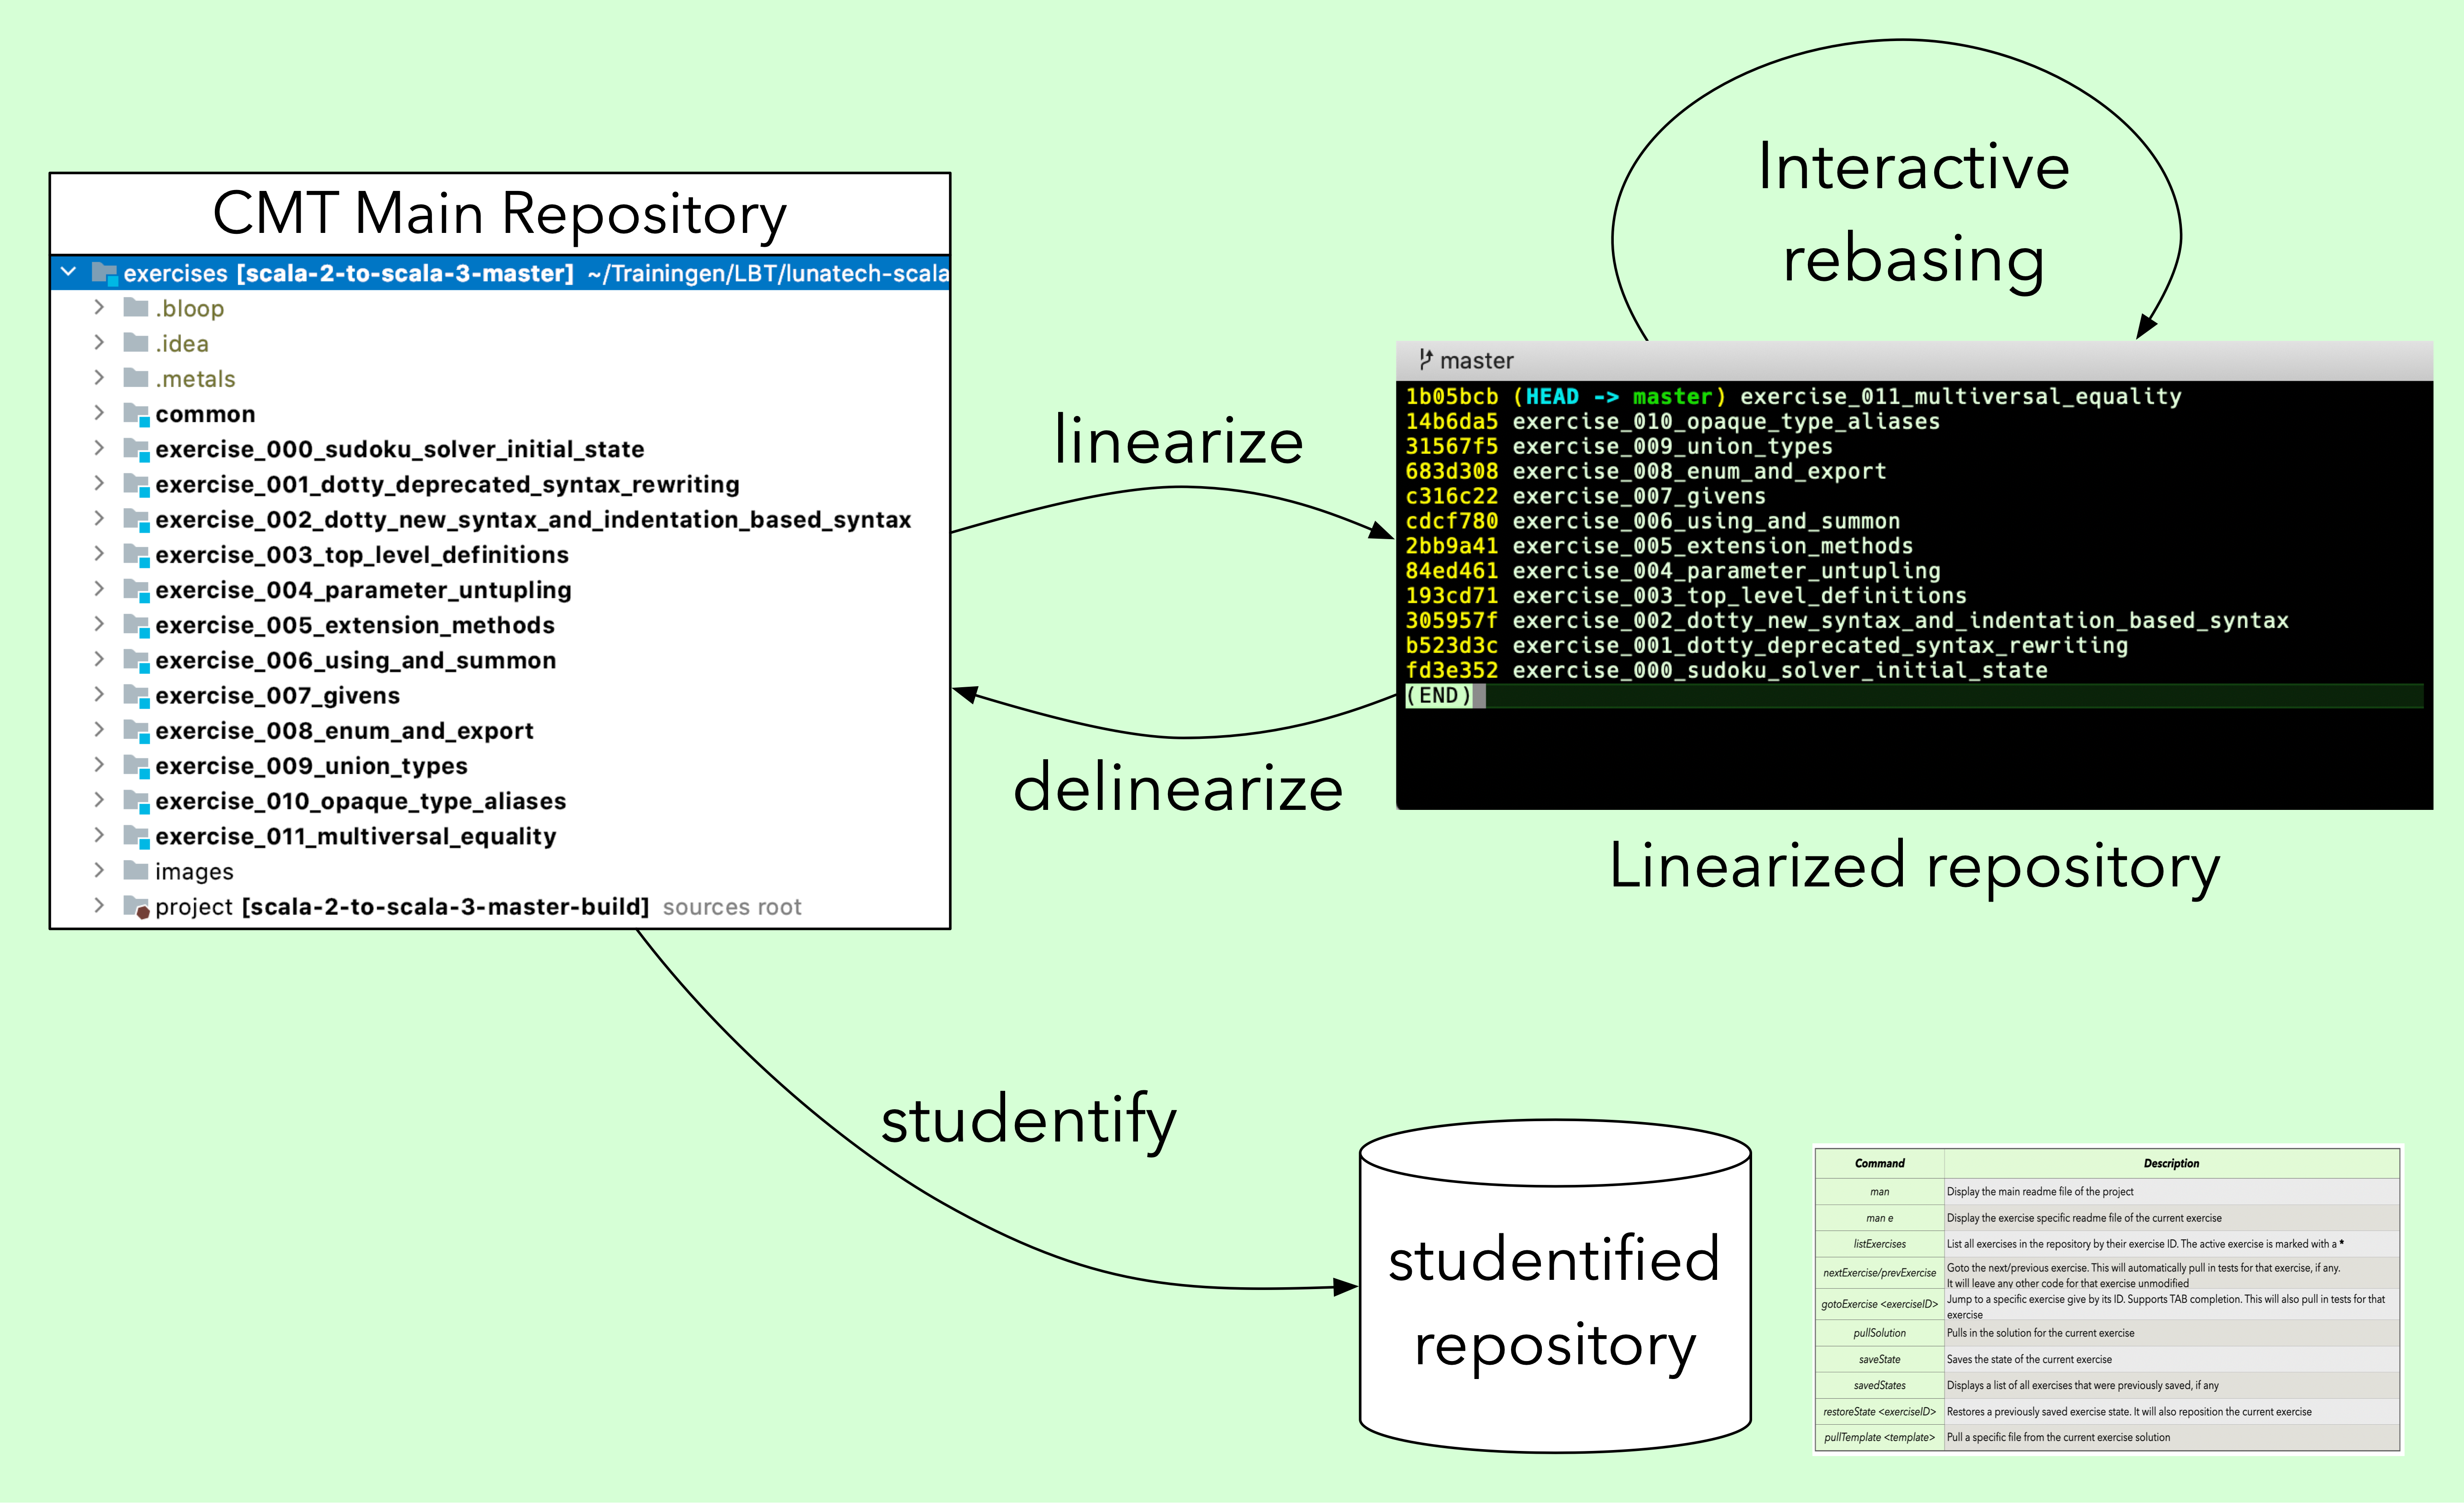 CMT Main Repository
exercises [scala-2-to-scala-3-master] ~/Trainingen/LBT/lunatech-scala
.bloop
.idea
.metals
common
exercise_000_sudoku_solver_initial_state
exercise_001_dotty_deprecated_syntax_rewriting
exercise_002_dotty_new_syntax_and_indentation_based_syntax
exercise_003_top_level_definitions
exercise_004_parameter_untupling
exercise_005_extension_methods
exercise_006_using_and_summon
exercise_007_givens
exercise_008_enum_and_export
exercise_009_union_types
exercise_010_opaque_type_aliases
exercise_011_multiversal_equality
images
project [scala-2-to-scala-3-master-build] sources root
linearize
delinearize
Interactive
rebasing
master
1b05bcb (HEAD -> master) exercise_011_multiversal_equality
14b6da5 exercise_010_opaque_type_aliases
31567f5 exercise_009_union_types
683d308 exercise_008_enum_and_export
c316c22 exercise_007_givens
cdcf780 exercise_006_using_and_summon
2bb9a41 exercise_005_extension_methods
84ed461 exercise_004_parameter_untupling
193cd71 exercise_003_top_level_definitions
305957f exercise_002_dotty_new_syntax_and_indentation_based_syntax
b523d3c exercise_001_dotty_deprecated_syntax_rewriting
fd3e352 exercise_000_sudoku_solver_initial_state
(END)
Linearized repository
studentify
studentified
repository
Command Description
man Display the main readme file of the project
man e Display the exercise specific readme file of the current exercise
listExercises List all exercises in the repository by their exercise ID. The active exercise is marked with a *
nextExercise/prevExercise Goto the next/previous exercise. This will automatically pull in tests for that exercise, if any.
It will leave any other code for that exercise unmodified
gotoExercise <exerciseID> Jump to a specific exercise give by its ID. Supports TAB completion. This will also pull in tests for that
exercise
pullSolution Pulls in the solution for the current exercise
saveState Saves the state of the current exercise
savedStates Displays a list of all exercises that were previously saved, if any
restoreState <exerciseID> Restores a previously saved exercise state. It will also reposition the current exercise
pullTemplate <template> Pull a specific file from the current exercise solution